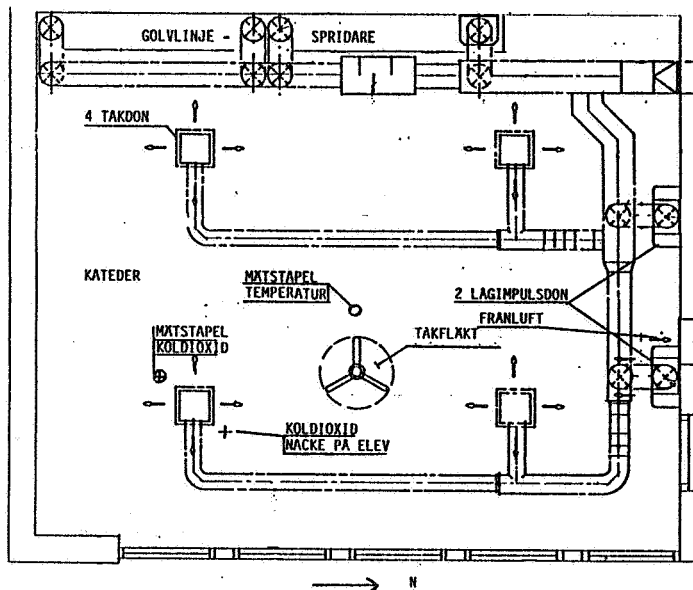 GOLVLINJE - SPRIDARE
4 TAKDON
KATEDER
MÄTSTAPEL
TEMPERATUR
2 LÅGIMPULSDON
FRÅNLUFT
TAKFLÄKT
MÄTSTAPEL
KOLDIOXID
KOLDIOXID
NACKE PÅ ELEV
N